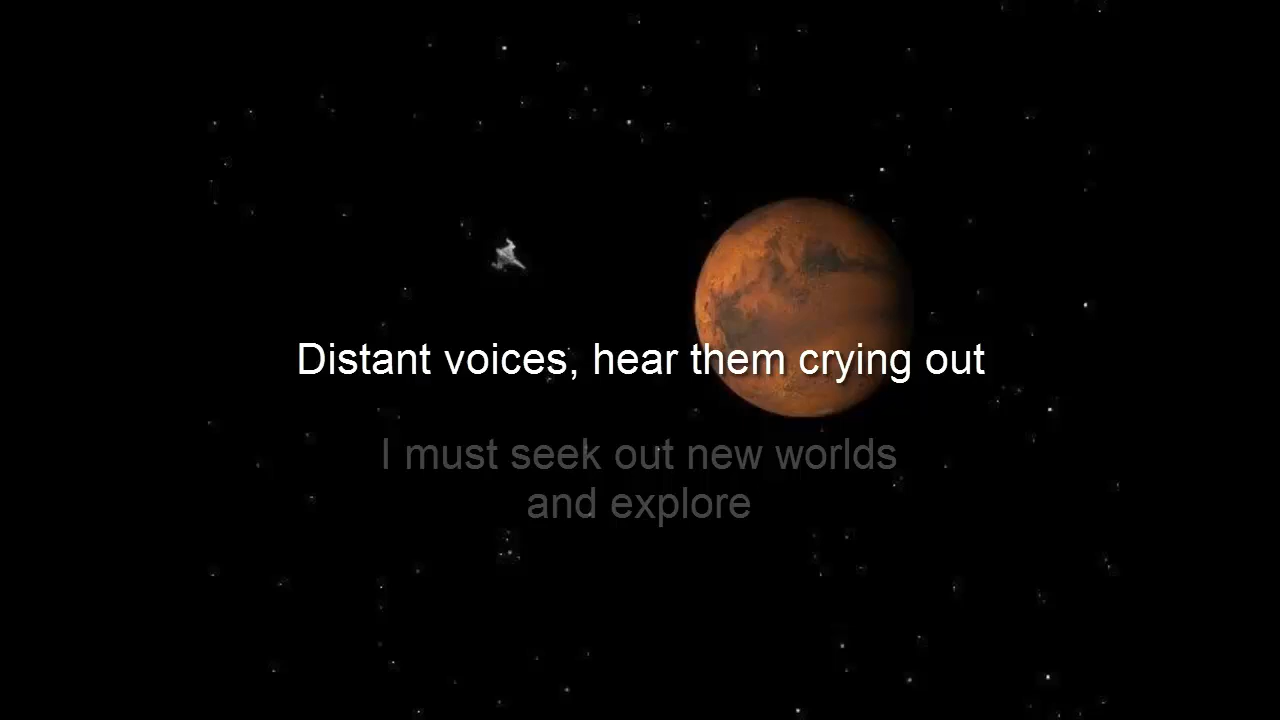 Distant voices, hear them crying out
I must seek out new worlds
and explore